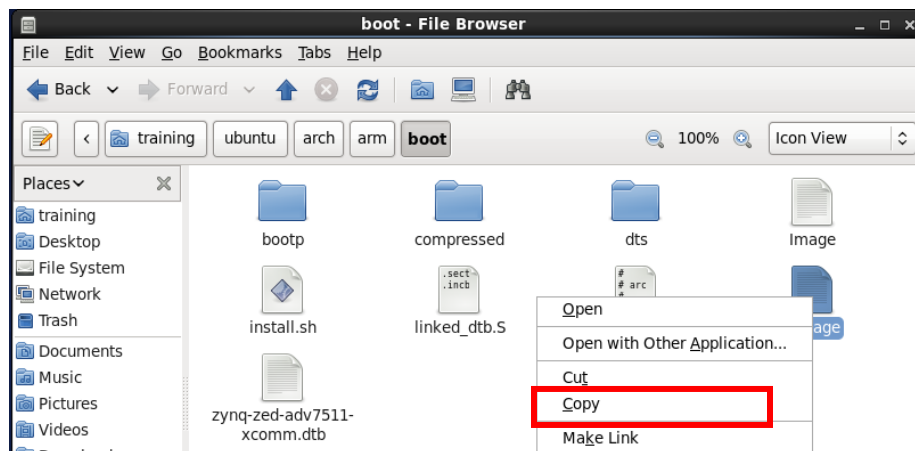 boot - File Browser
File Edit View Go Bookmarks Tabs Help
Back Forward
training ubuntu arch arm boot 100% Icon View
Places
training
Desktop
File System
Network
Trash
Documents
Music
Pictures
Videos
bootp compressed dts Image
.sect
.incb
#
# arc
#
install.sh linked_dtb.S age
zynq-zed-adv7511-
xcomm.dtb
Open
Open with Other Application...
Cut
Copy
Make Link